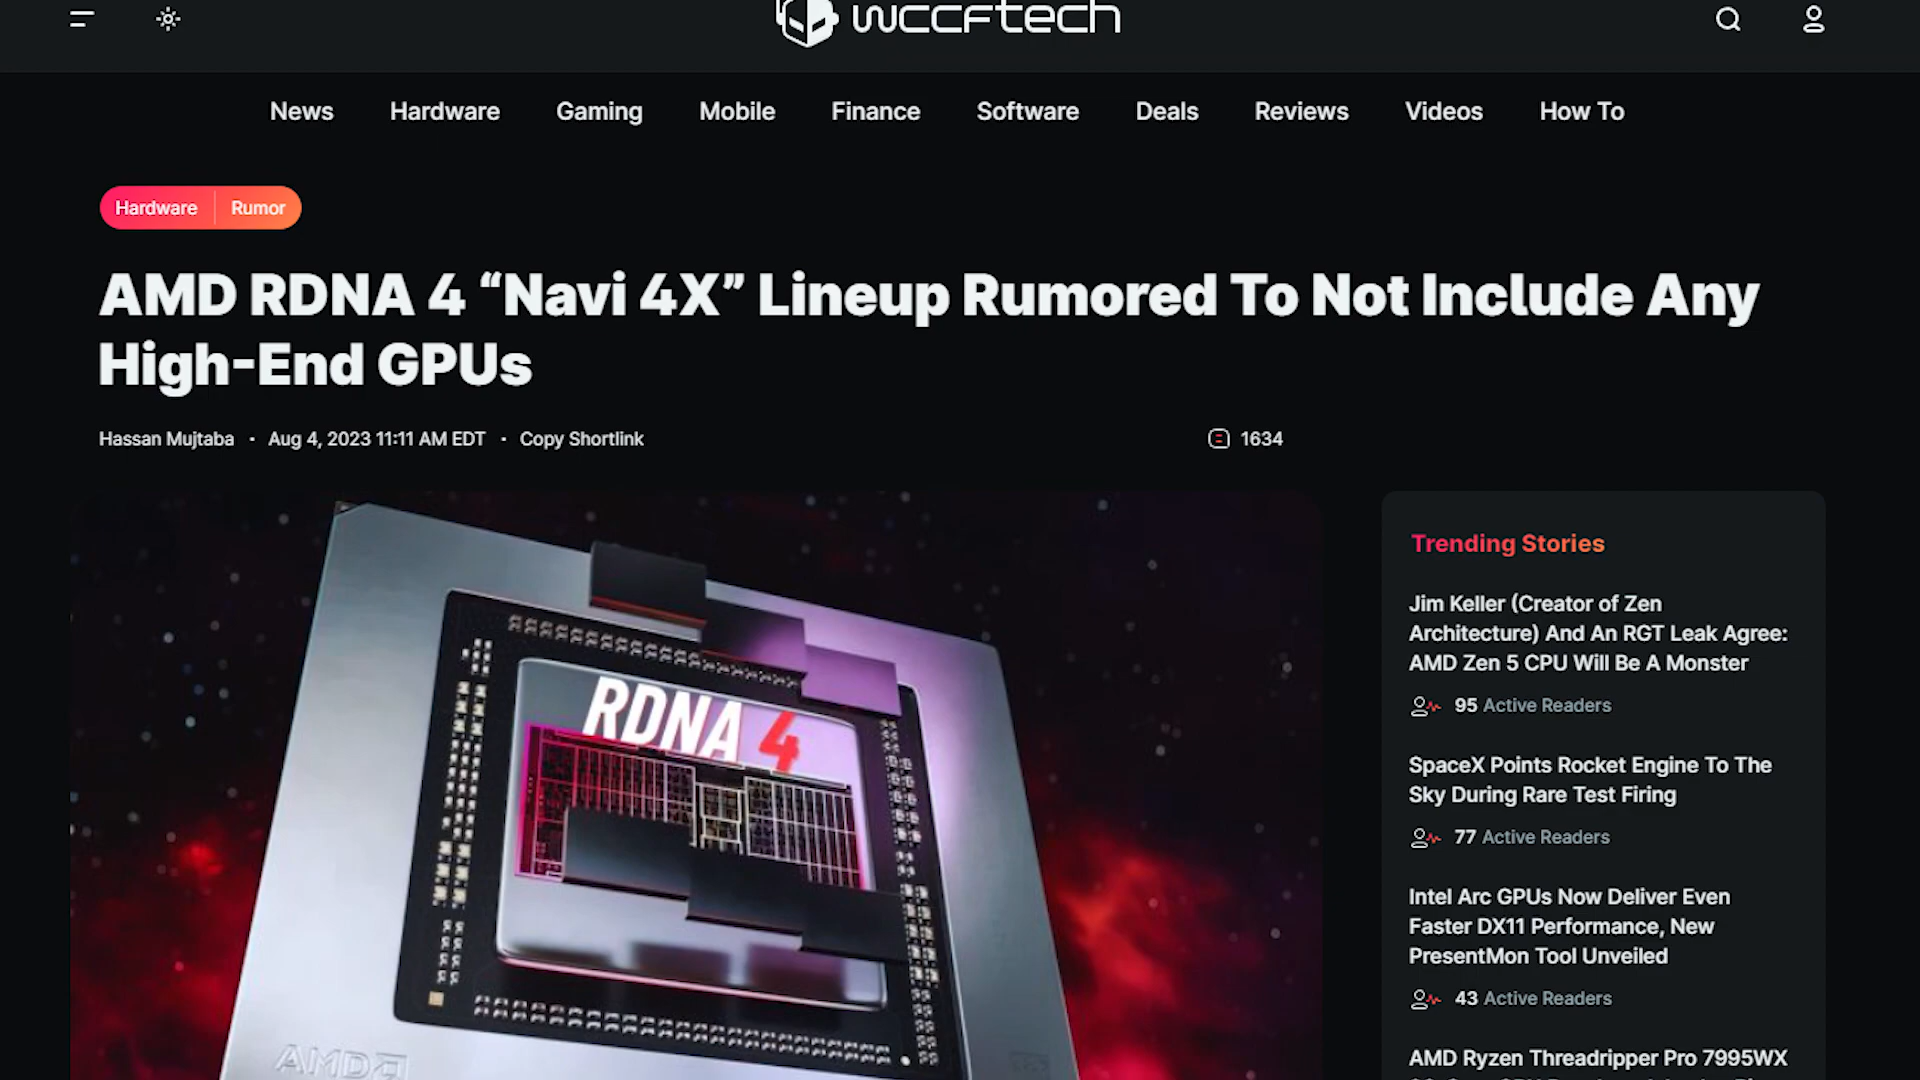 wccftech
News Hardware Gaming Mobile Finance Software Deals Reviews Videos How To
Hardware Rumor
AMD RDNA 4 “Navi 4X” Lineup Rumored To Not Include Any
High-End GPUs
Hassan Mujtaba • Aug 4, 2023 11:11 AM EDT • Copy Shortlink
1634
RDNA 4
AMD
Trending Stories
Jim Keller (Creator of Zen
Architecture) And An RGT Leak Agree:
AMD Zen 5 CPU Will Be A Monster
95 Active Readers
SpaceX Points Rocket Engine To The
Sky During Rare Test Firing
77 Active Readers
Intel Arc GPUs Now Deliver Even
Faster DX11 Performance, New
PresentMon Tool Unveiled
43 Active Readers
AMD Ryzen Threadripper Pro 7995WX